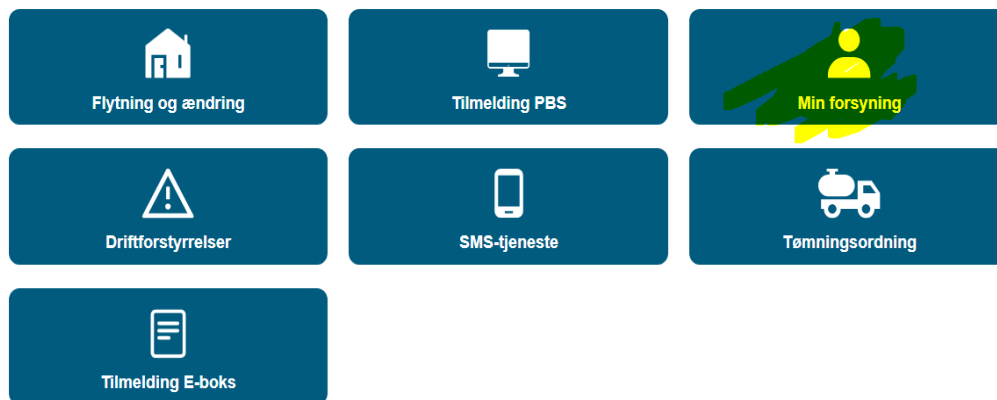 Flytning og ændring
Tilmelding PBS
Min forsyning
Driftforstyrrelser
SMS-tjeneste
Tømningsordning
Tilmelding E-boks